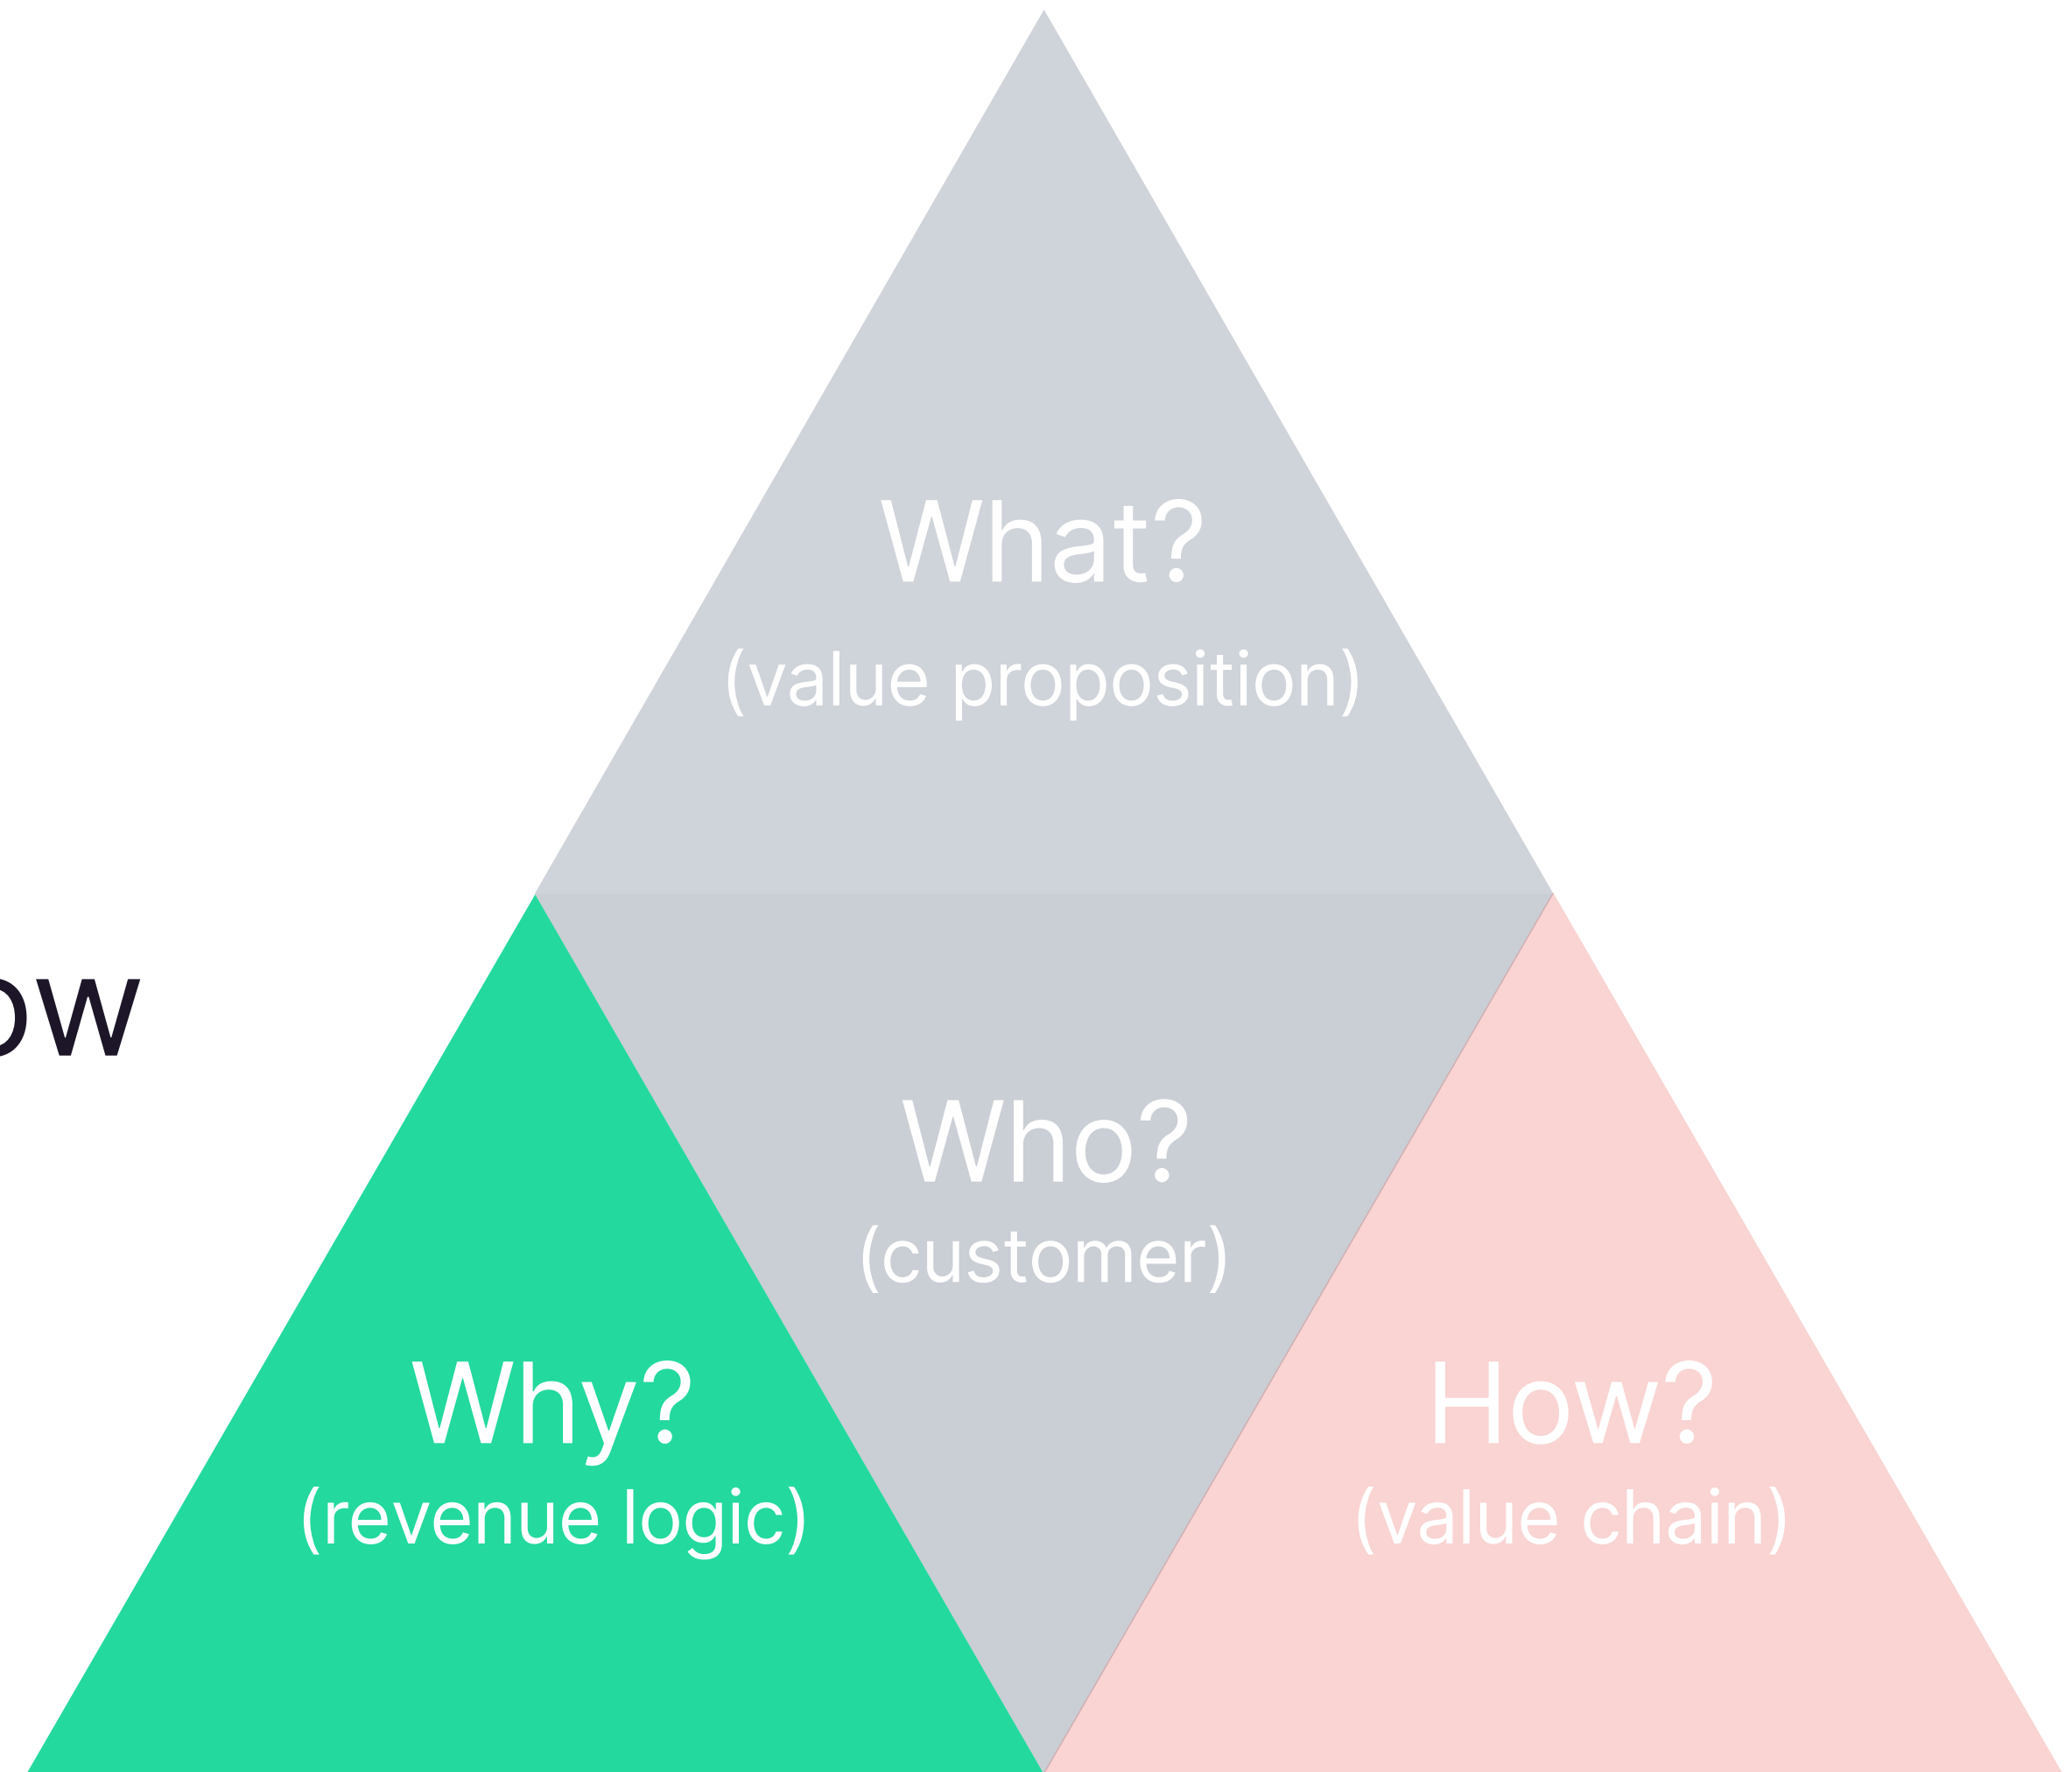 What?
(value proposition)
ow
Who?
(customer)
Why?
(revenue logic)
How?
(value chain)